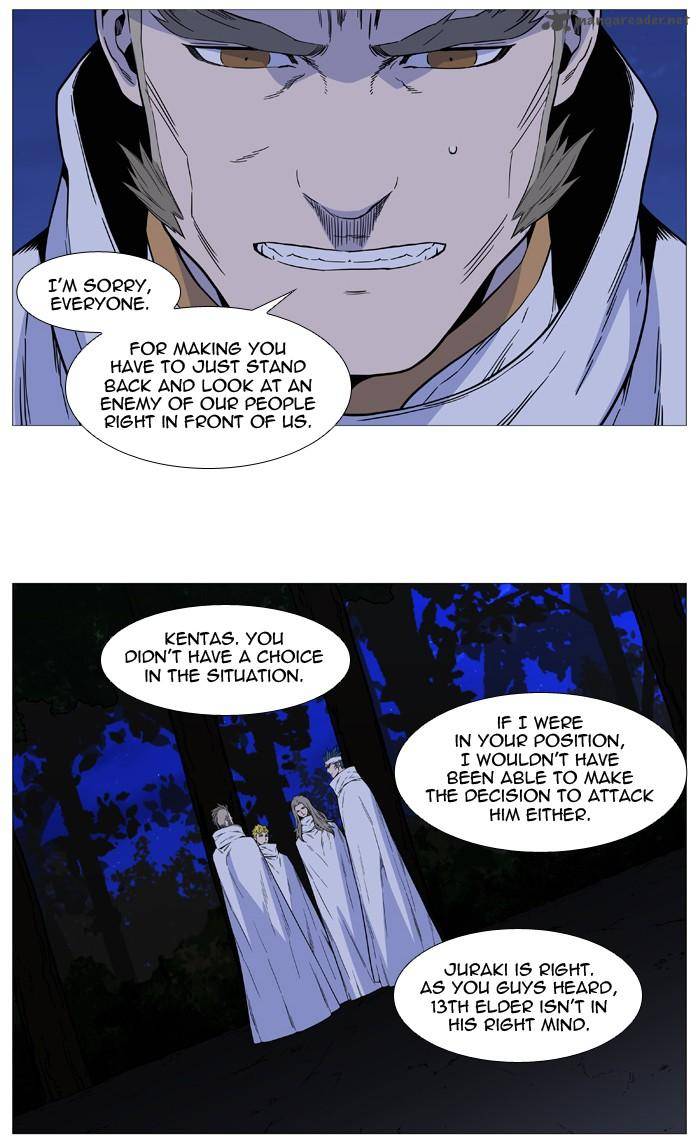 mangareader.net
I'M SORRY,
EVERYONE.
FOR MAKING YOU
HAVE TO JUST STAND
BACK AND LOOK AT AN
ENEMY OF OUR PEOPLE
RIGHT IN FRONT OF US.
KENTAS. YOU
DIDN'T HAVE A CHOICE
IN THE SITUATION.
IF I WERE
IN YOUR POSITION,
I WOULDN'T HAVE
BEEN ABLE TO MAKE
THE DECISION TO ATTACK
HIM EITHER.
JURAKI IS RIGHT.
AS YOU GUYS HEARD,
13TH ELDER ISN'T IN
HIS RIGHT MIND.